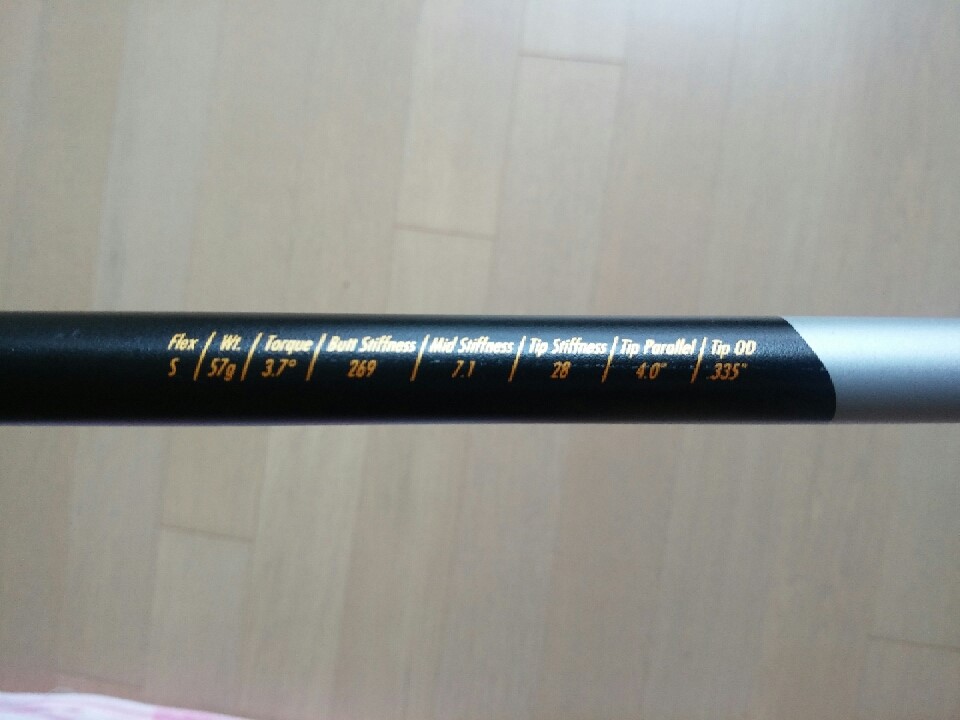 Flex / Wt. / Torque / Butt Stiffness / Mid Stiffness / Tip Stiffness / Tip Parallel / Tip OD
S / 57g / 3.7° / 269 / 7.1 / 28 / 4.0" / .335"